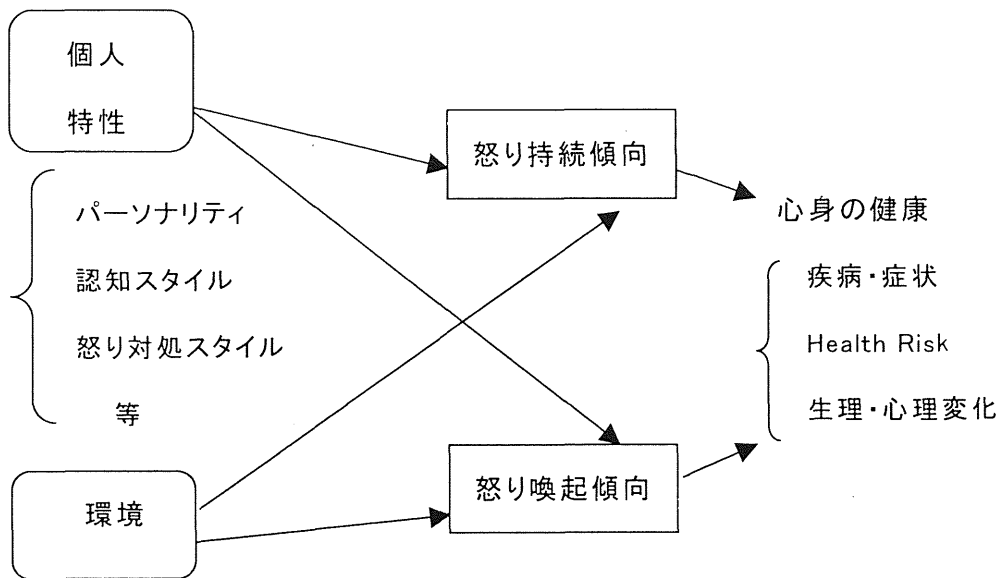 個人
特性
パーソナリティ
認知スタイル
怒り対処スタイル
等
環境
怒り持続傾向
怒り喚起傾向
心身の健康
疾病・症状
Health Risk
生理・心理変化